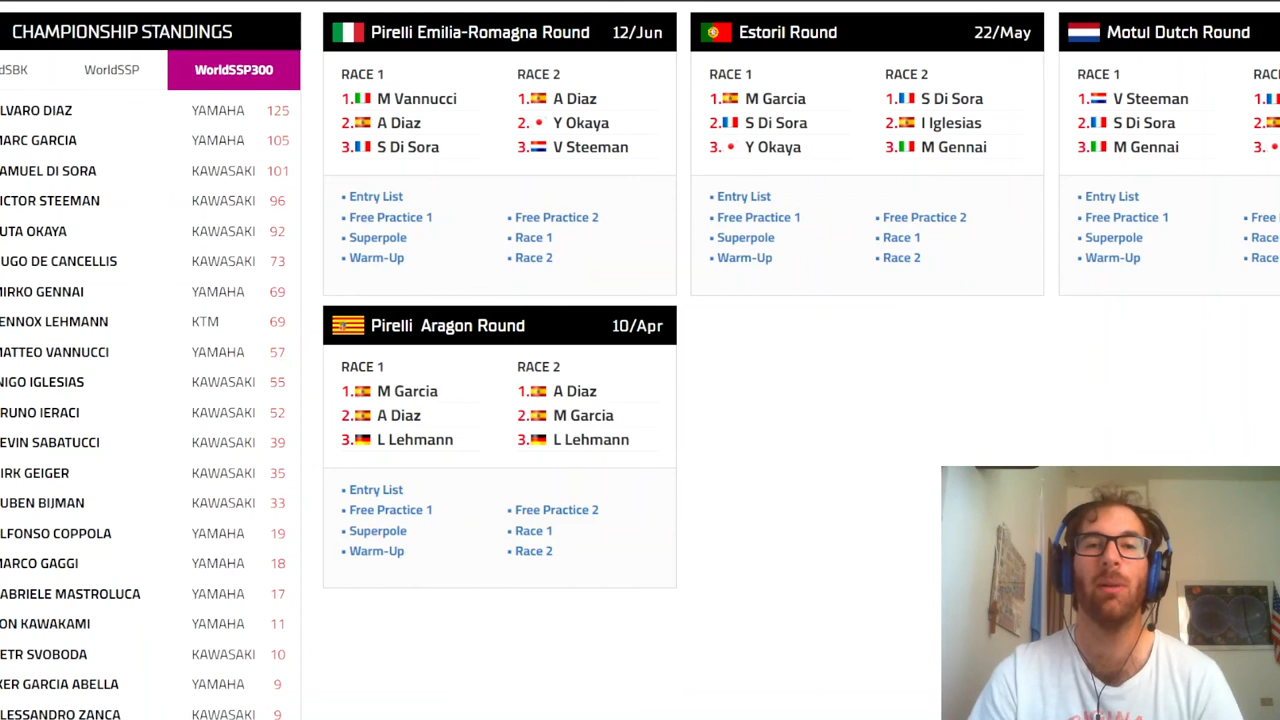 CHAMPIONSHIP STANDINGS
dSBK WorldSSP WorldSSP300
LVARO DIAZ YAMAHA 125
MARC GARCIA YAMAHA 105
AMUEL DI SORA KAWASAKI 101
ICTOR STEEMAN KAWASAKI 96
UTA OKAYA KAWASAKI 92
UGO DE CANCELLIS KAWASAKI 73
MIRKO GENNAI YAMAHA 69
ENNOX LEHMANN KTM 69
MATTEO VANNUCCI YAMAHA 57
NIGO IGLESIAS KAWASAKI 55
RUNO IERACI KAWASAKI 52
EVIN SABATUCCI KAWASAKI 39
IRK GEIGER KAWASAKI 35
UBEN BIJMAN KAWASAKI 33
LFONSO COPPOLA YAMAHA 19
MARCO GAGGI YAMAHA 18
ABRIELE MASTROLUCA YAMAHA 17
ON KAWAKAMI YAMAHA 11
ETR SVOBODA KAWASAKI 10
KER GARCIA ABELLA YAMAHA 9
LESSANDRO ZANCA KAWASAKI 9
Pirelli Emilia-Romagna Round 12/Jun
RACE 1 RACE 2
1. M Vannucci 1. A Diaz
2. A Diaz 2. Y Okaya
3. S Di Sora 3. V Steeman
▪ Entry List
▪ Free Practice 1 ▪ Free Practice 2
▪ Superpole ▪ Race 1
▪ Warm-Up ▪ Race 2
Estoril Round 22/May
RACE 1 RACE 2
1. M Garcia 1. S Di Sora
2. S Di Sora 2. I Iglesias
3. Y Okaya 3. M Gennai
▪ Entry List
▪ Free Practice 1 ▪ Free Practice 2
▪ Superpole ▪ Race 1
▪ Warm-Up ▪ Race 2
Motul Dutch Round
RACE 1 RACE
1. V Steeman 1.
2. S Di Sora 2.
3. M Gennai 3.
▪ Entry List
▪ Free Practice 1 ▪ Free
▪ Superpole ▪ Race
▪ Warm-Up ▪ Race
Pirelli Aragon Round 10/Apr
RACE 1 RACE 2
1. M Garcia 1. A Diaz
2. A Diaz 2. M Garcia
3. L Lehmann 3. L Lehmann
▪ Entry List
▪ Free Practice 1 ▪ Free Practice 2
▪ Superpole ▪ Race 1
▪ Warm-Up ▪ Race 2